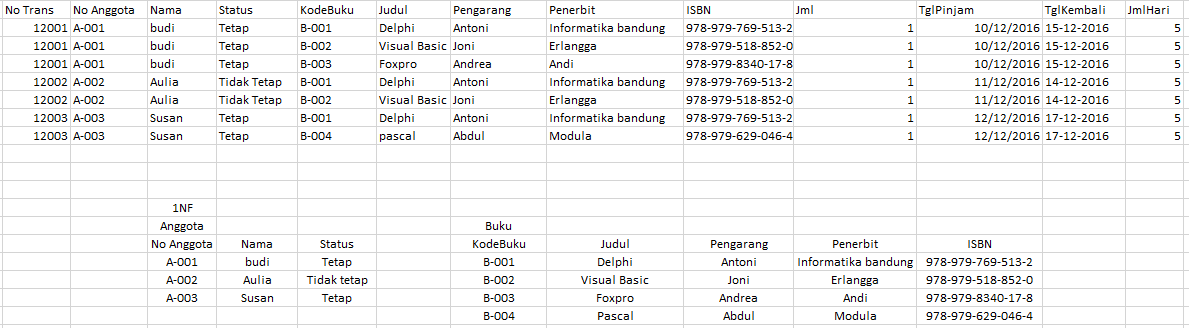 No Trans No Anggota Nama Status KodeBuku Judul Pengarang Penerbit ISBN Jml TglPinjam TglKembali JmlHari
12001 A-001 budi Tetap B-001 Delphi Antoni Informatika bandung 978-979-769-513-2 1 10/12/2016 15-12-2016 5
12001 A-001 budi Tetap B-002 Visual Basic Joni Erlangga 978-979-518-852-0 1 10/12/2016 15-12-2016 5
12001 A-001 budi Tetap B-003 Foxpro Andrea Andi 978-979-8340-17-8 1 10/12/2016 15-12-2016 5
12002 A-002 Aulia Tidak Tetap B-001 Delphi Antoni Informatika bandung 978-979-769-513-2 1 11/12/2016 14-12-2016 5
12002 A-002 Aulia Tidak Tetap B-002 Visual Basic Joni Erlangga 978-979-518-852-0 1 11/12/2016 14-12-2016 5
12003 A-003 Susan Tetap B-001 Delphi Antoni Informatika bandung 978-979-769-513-2 1 12/12/2016 17-12-2016 5
12003 A-003 Susan Tetap B-004 pascal Abdul Modula 978-979-629-046-4 1 12/12/2016 17-12-2016 5
1NF
Anggota Buku
No Anggota Nama Status KodeBuku Judul Pengarang Penerbit ISBN
A-001 budi Tetap B-001 Delphi Antoni Informatika bandung 978-979-769-513-2
A-002 Aulia Tidak tetap B-002 Visual Basic Joni Erlangga 978-979-518-852-0
A-003 Susan Tetap B-003 Foxpro Andrea Andi 978-979-8340-17-8
B-004 Pascal Abdul Modula 978-979-629-046-4